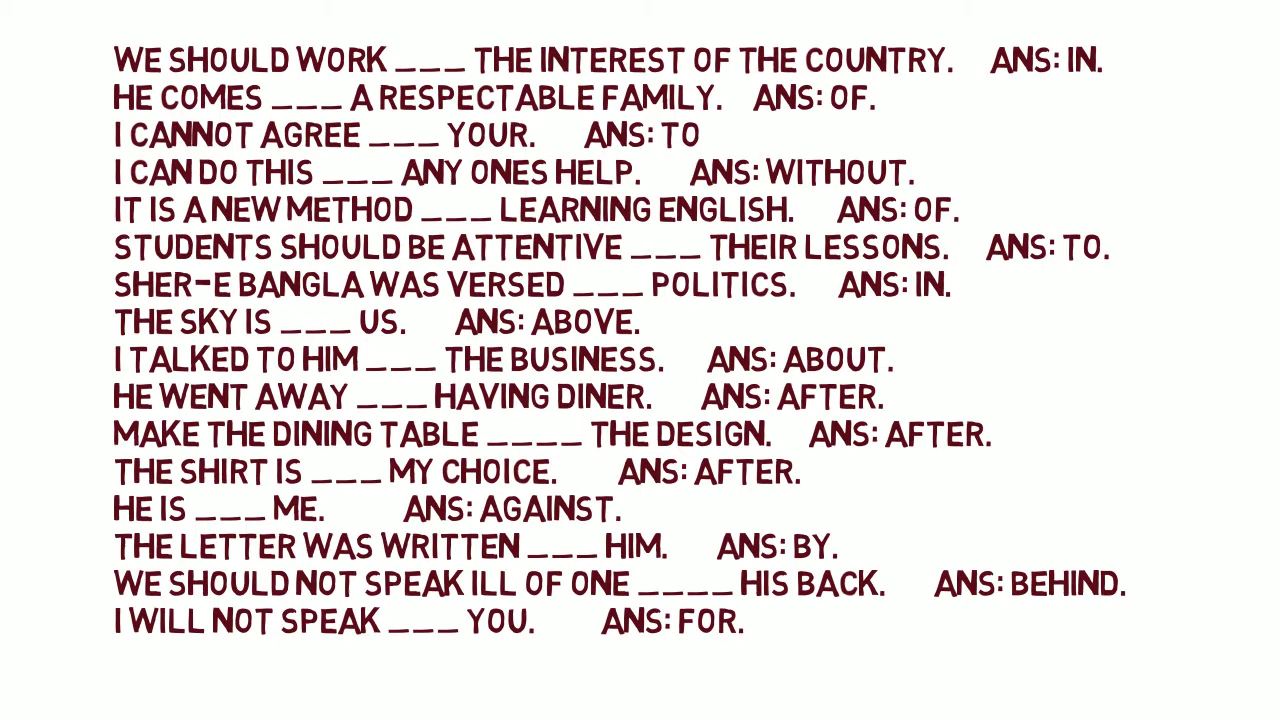 WE SHOULD WORK ___ THE INTEREST OF THE COUNTRY. ANS: IN.
HE COMES ___ A RESPECTABLE FAMILY. ANS: OF.
I CANNOT AGREE ___ YOUR. ANS: TO
I CAN DO THIS ___ ANY ONES HELP. ANS: WITHOUT.
IT IS A NEW METHOD ___ LEARNING ENGLISH. ANS: OF.
STUDENTS SHOULD BE ATTENTIVE ___ THEIR LESSONS. ANS: TO.
SHER-E BANGLA WAS VERSED ___ POLITICS. ANS: IN.
THE SKY IS ___ US. ANS: ABOVE.
I TALKED TO HIM ___ THE BUSINESS. ANS: ABOUT.
HE WENT AWAY ___ HAVING DINER. ANS: AFTER.
MAKE THE DINING TABLE ____ THE DESIGN. ANS: AFTER.
THE SHIRT IS ___ MY CHOICE. ANS: AFTER.
HE IS ___ ME. ANS: AGAINST.
THE LETTER WAS WRITTEN ___ HIM. ANS: BY.
WE SHOULD NOT SPEAK ILL OF ONE ____ HIS BACK. ANS: BEHIND.
I WILL NOT SPEAK ___ YOU. ANS: FOR.